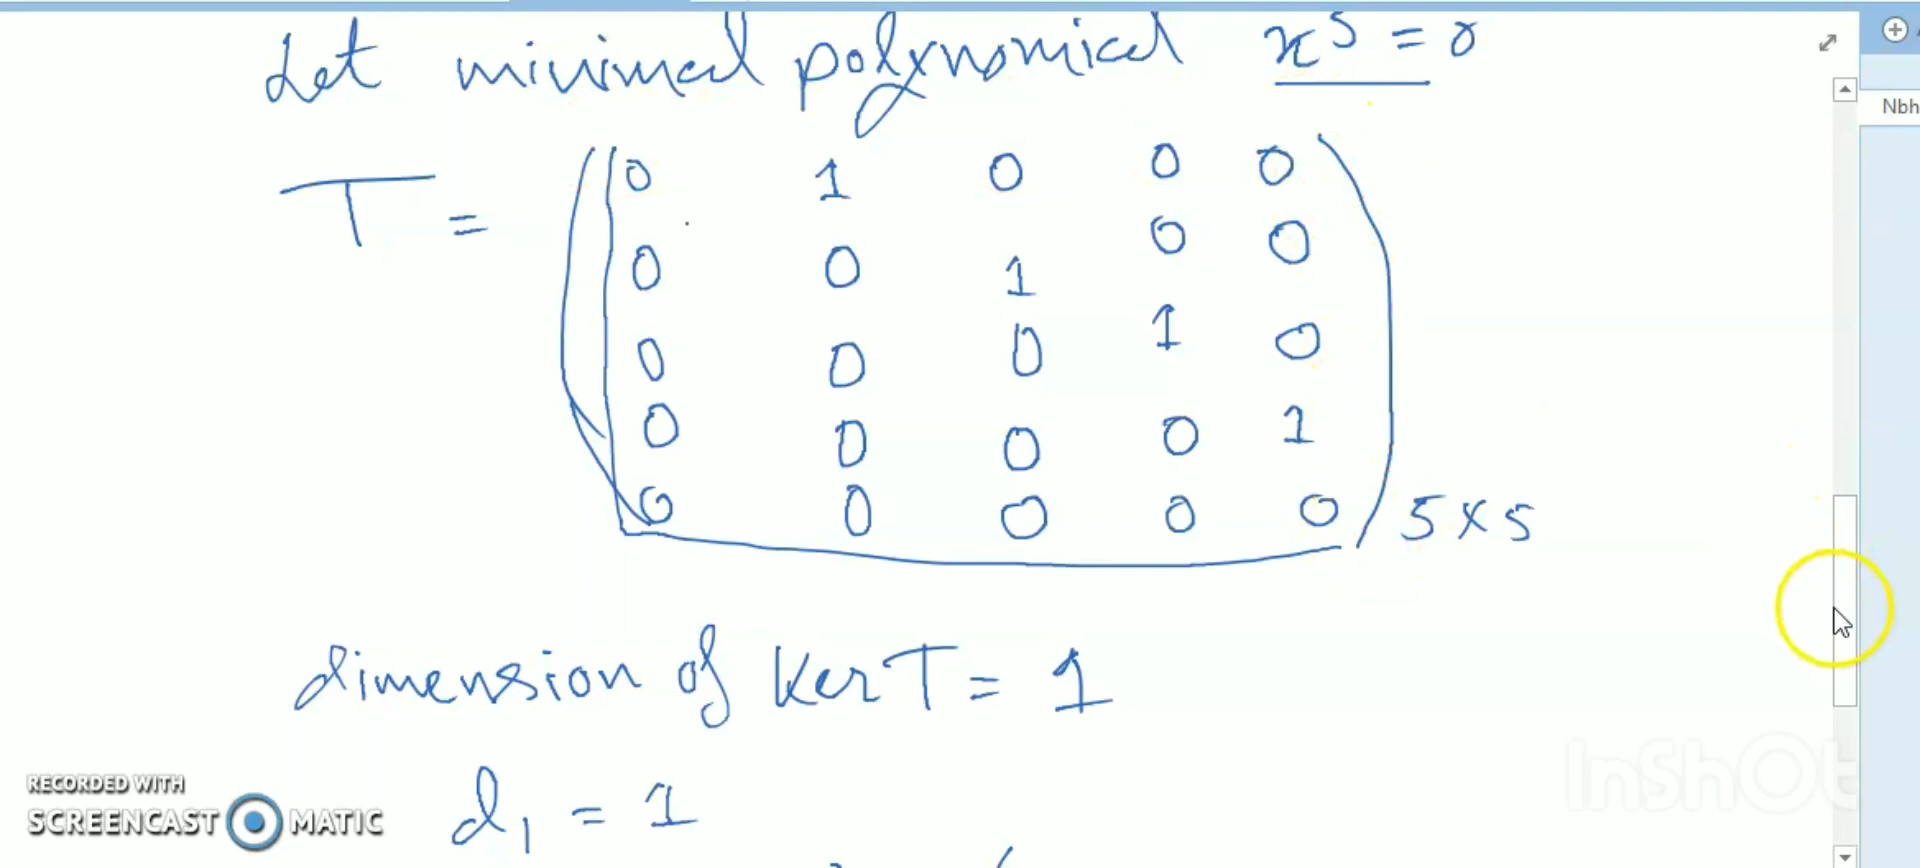 Let minimal polynomical x⁵ = 0
T = ( 0 1 0 0 0
0 0 1 0 0
0 0 0 1 0
0 0 0 0 1
0 0 0 0 0 ) 5×5
dimension of Ker T = 1
d₁ = 1
RECORDED WITH
SCREENCAST MATIC
InShOt
Nbh